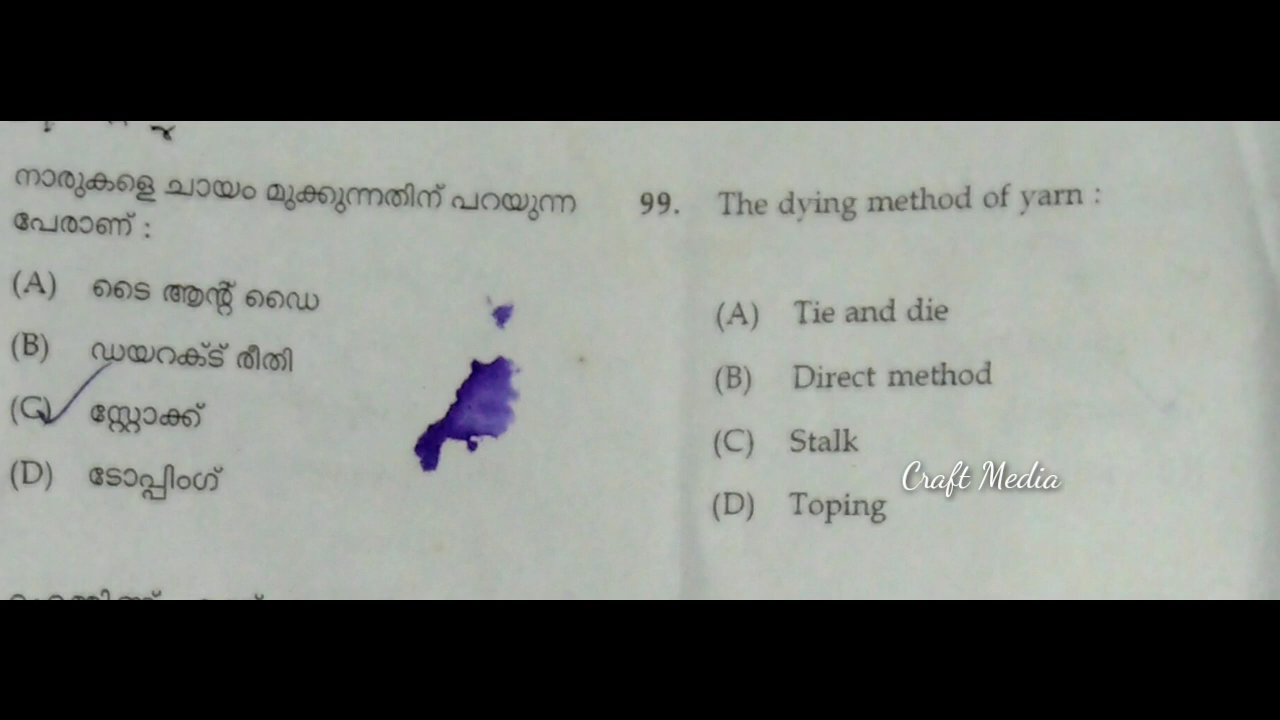 നാരുകളെ ചായം മുക്കുന്നതിന് പറയുന്ന
പേരാണ് :
(A) ടൈ ആന്റ് ഡൈ
(B) ഡയറക്ട് രീതി
(C) സ്റ്റോക്ക്
(D) ടോപ്പിംഗ്
99. The dying method of yarn :
(A) Tie and die
(B) Direct method
(C) Stalk
(D) Toping
Craft Media